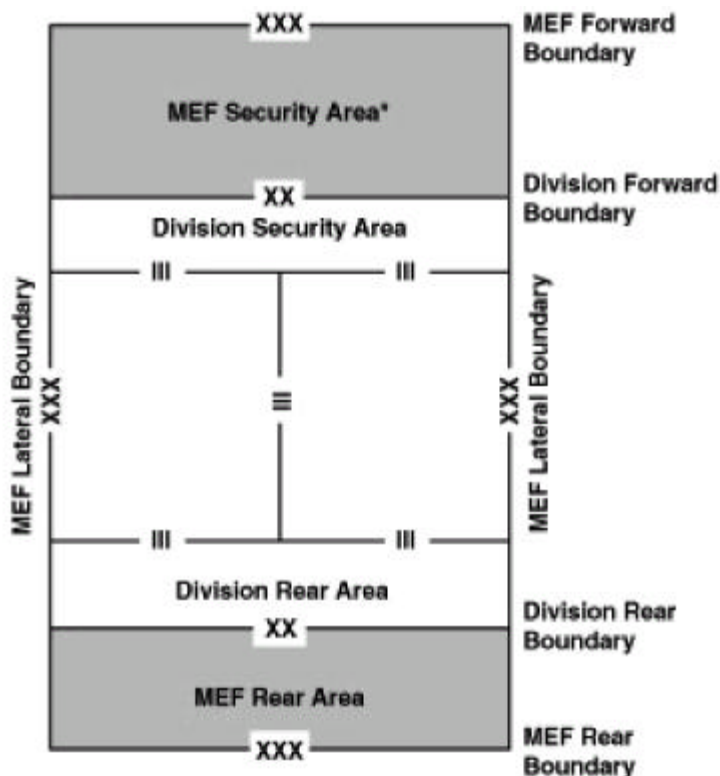 XXX
MEF Forward
Boundary
MEF Security Area*
XX
Division Forward
Boundary
Division Security Area
III
III
MEF Lateral Boundary
XXX
III
XXX
MEF Lateral Boundary
III
III
Division Rear Area
XX
Division Rear
Boundary
MEF Rear Area
XXX
MEF Rear
Boundary